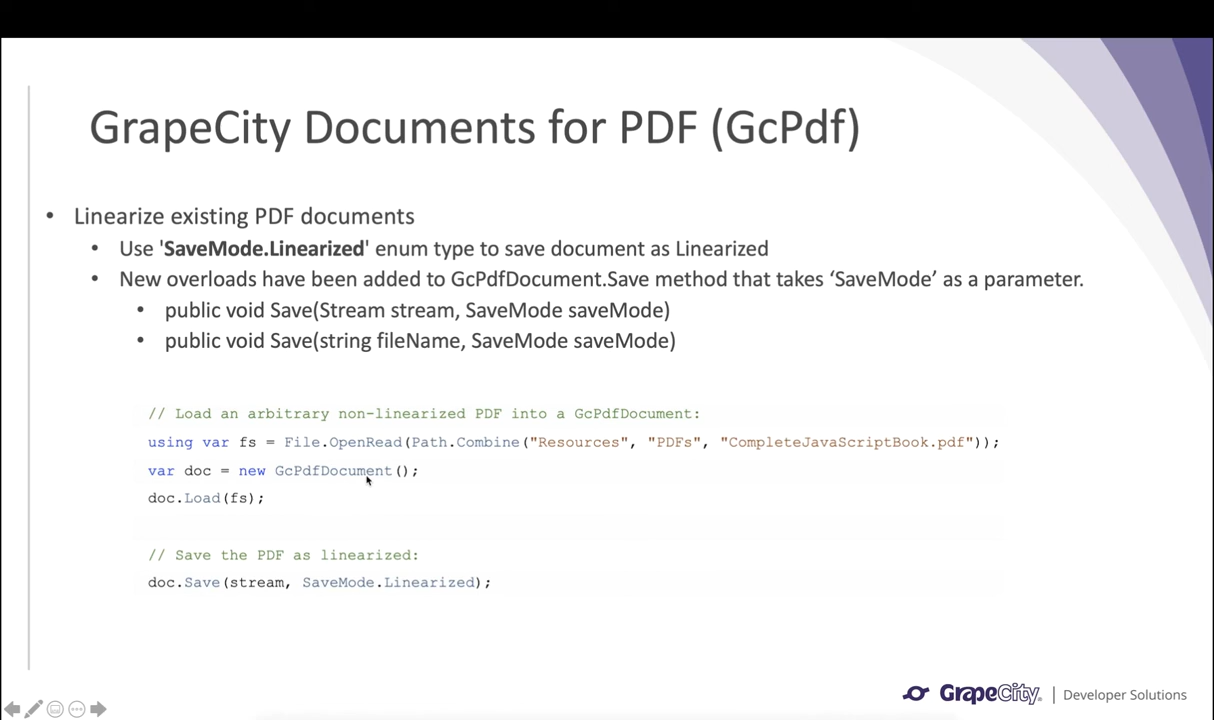 GrapeCity Documents for PDF (GcPdf)
• Linearize existing PDF documents
• Use 'SaveMode.Linearized' enum type to save document as Linearized
• New overloads have been added to GcPdfDocument.Save method that takes ‘SaveMode’ as a parameter.
• public void Save(Stream stream, SaveMode saveMode)
• public void Save(string fileName, SaveMode saveMode)
// Load an arbitrary non-linearized PDF into a GcPdfDocument:
using var fs = File.OpenRead(Path.Combine("Resources", "PDFs", "CompleteJavaScriptBook.pdf"));
var doc = new GcPdfDocument();
doc.Load(fs);
// Save the PDF as linearized:
doc.Save(stream, SaveMode.Linearized);
GrapeCity. | Developer Solutions